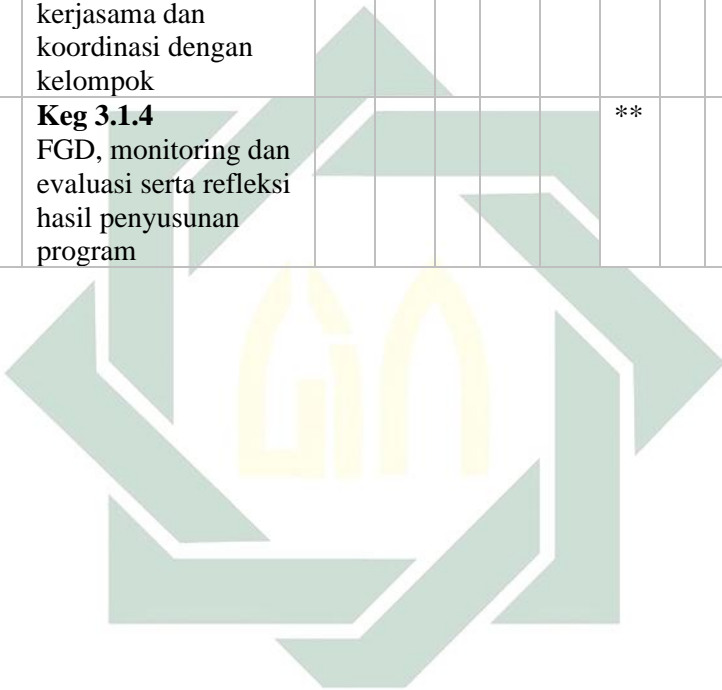 kerjasama dan
koordinasi dengan
kelompok
Keg 3.1.4 **
FGD, monitoring dan
evaluasi serta refleksi
hasil penyusunan
program